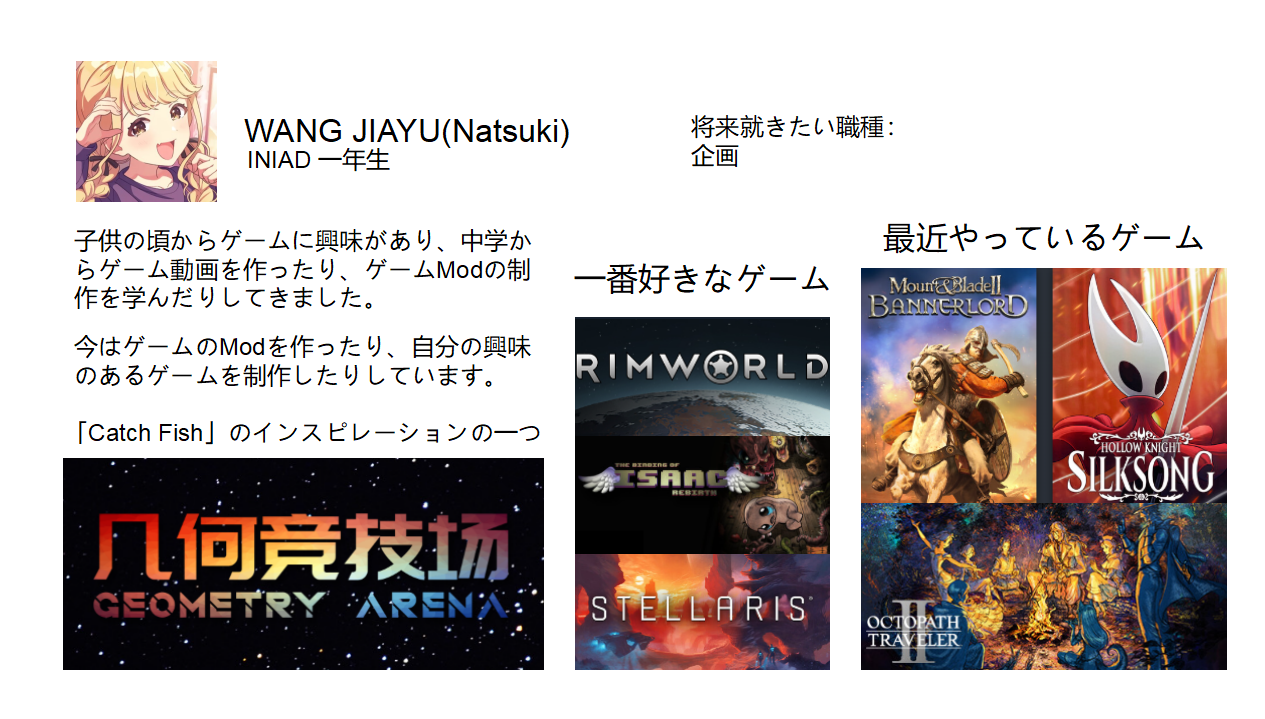 WANG JIAYU(Natsuki)
INIAD 一年生
将来就きたい職種：
企画
子供の頃からゲームに興味があり、中学か
らゲーム動画を作ったり、ゲームModの制
作を学んだりしてきました。
今はゲームのModを作ったり、自分の興味
のあるゲームを制作したりしています。
「Catch Fish」のインスピレーションの一つ
几何竞技场
GEOMETRY ARENA
一番好きなゲーム
RIMWORLD
THE BINDING OF
ISAAC
REBIRTH
STELLARIS
最近やっているゲーム
Mount&Blade II
BANNERLORD
HOLLOW KNIGHT
SILKSONG
OCTOPATH
TRAVELER
II